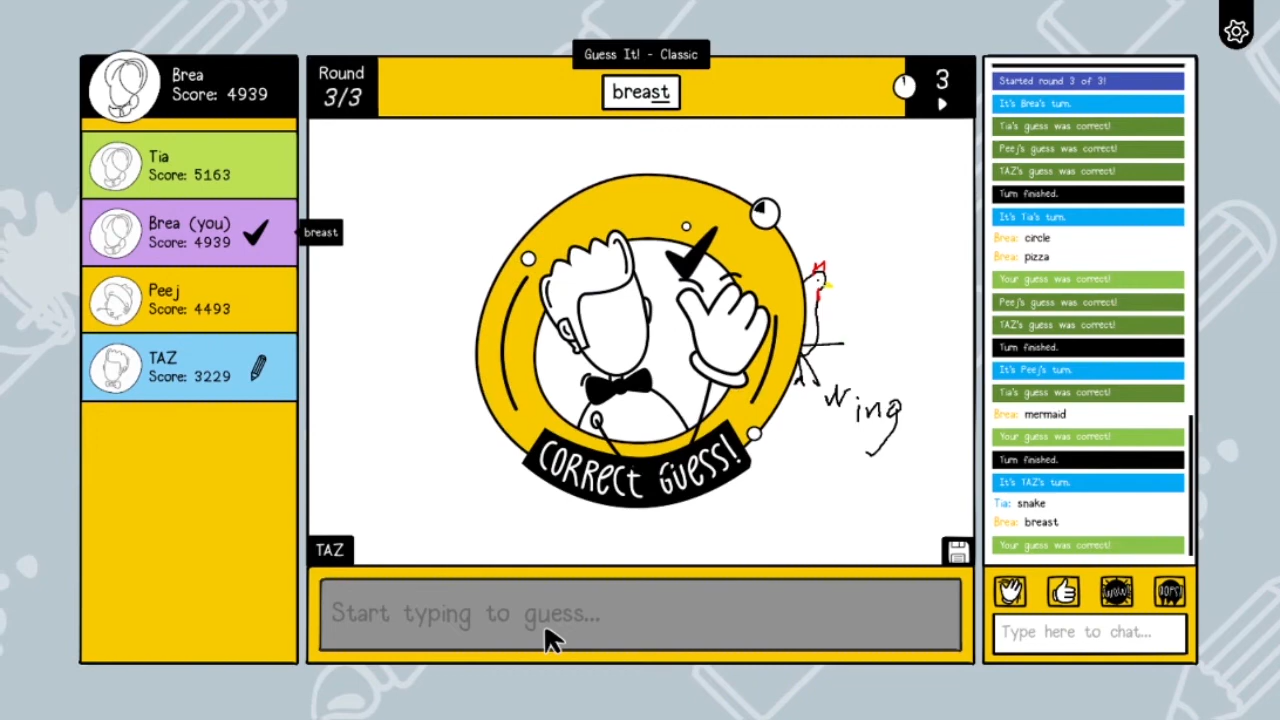 Guess It! - Classic
Brea
Score: 4939
Round
3/3
breast
3
Tia
Score: 5163
Brea (you)
Score: 4939
breast
Peej
Score: 4493
TAZ
Score: 3229
CORRECT GUESS!
Wing
TAZ
Start typing to guess...
Started round 3 of 3!
It's Brea's turn.
Tia's guess was correct!
Peej's guess was correct!
TAZ's guess was correct!
Turn finished.
It's Tia's turn.
Brea: circle
Brea: pizza
Your guess was correct!
Peej's guess was correct!
TAZ's guess was correct!
Turn finished.
It's Peej's turn.
Tia's guess was correct!
Brea: mermaid
Your guess was correct!
Turn finished.
It's TAZ's turn.
Tia: snake
Brea: breast
Your guess was correct!
WOW!
OOPS!
Type here to chat...